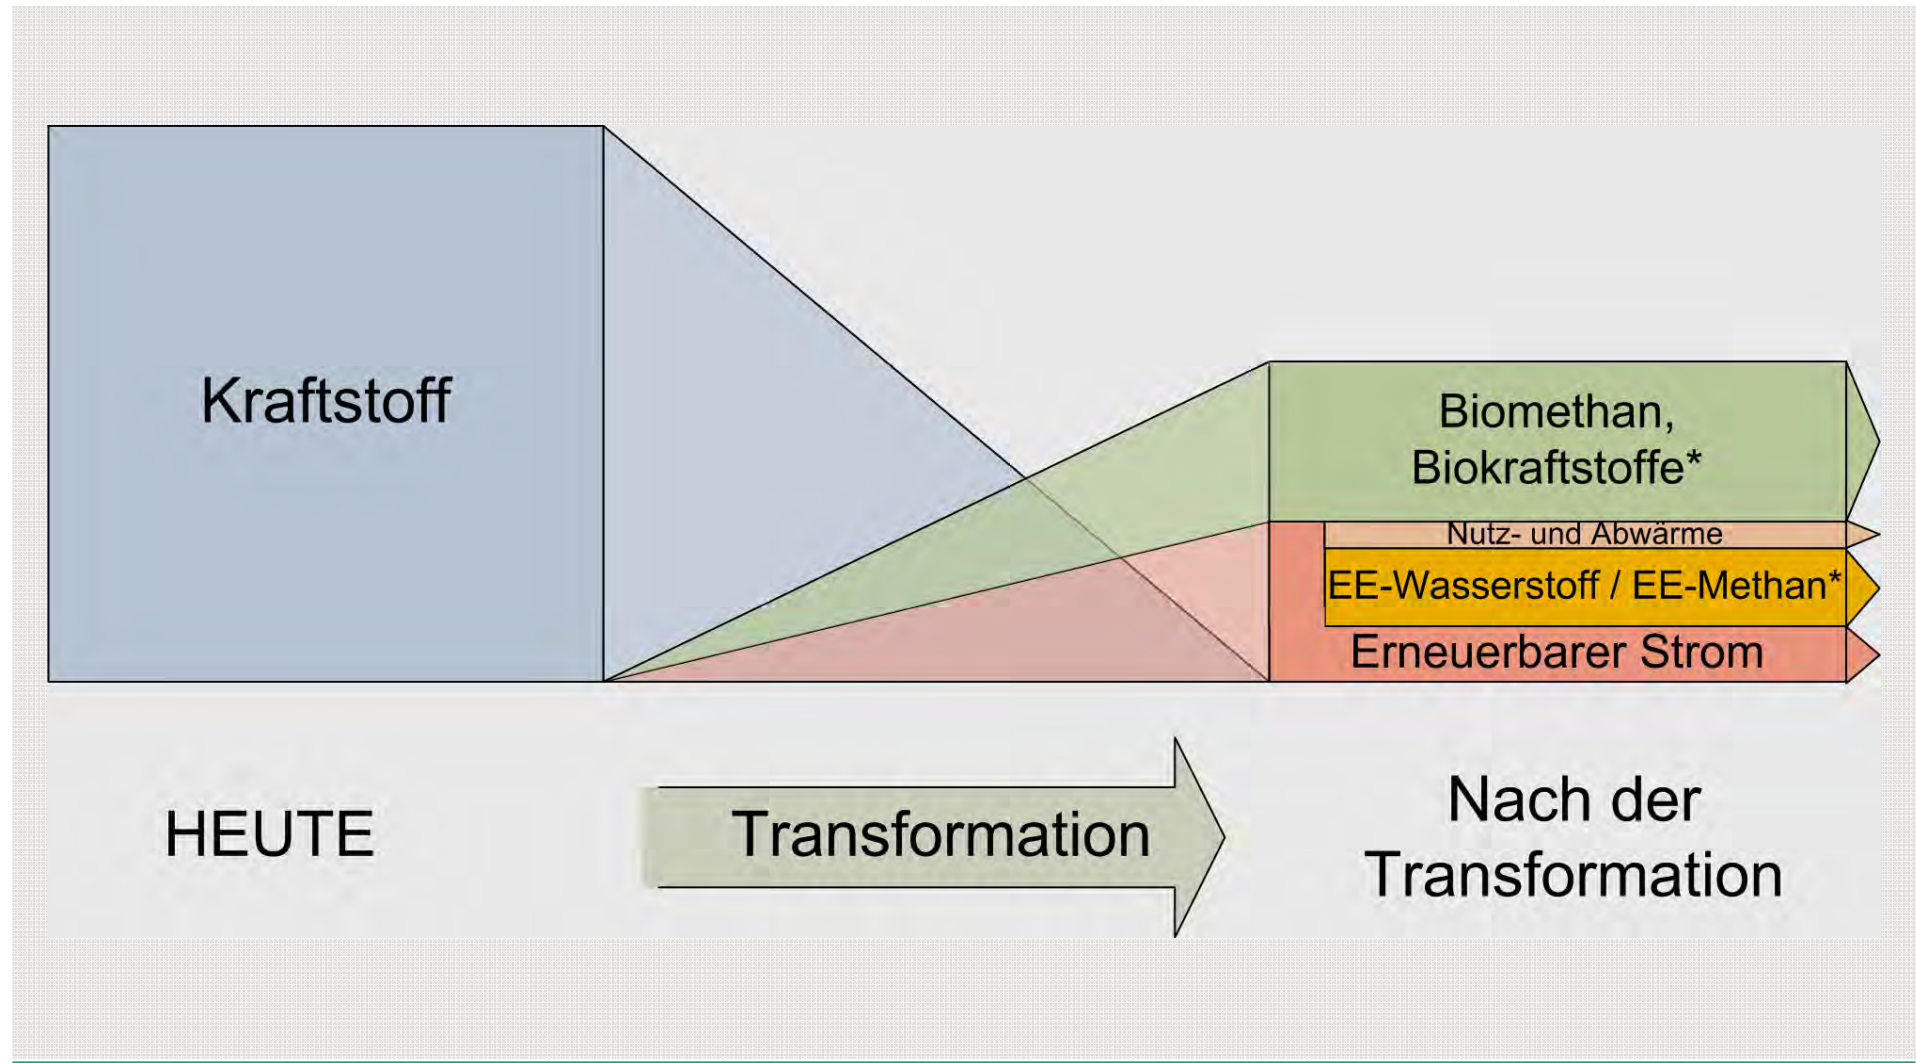 Kraftstoff
Biomethan,
Biokraftstoffe*
Nutz- und Abwärme
EE-Wasserstoff / EE-Methan*
Erneuerbarer Strom
HEUTE
Transformation
Nach der
Transformation